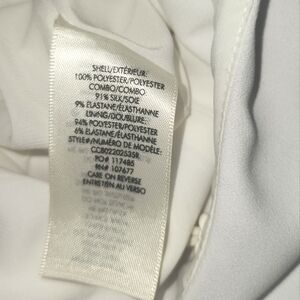 SHELL/EXTÉRIEUR:
100% POLYESTER/POLYESTER
COMBO/COMBO:
91% SILK/SOIE
9% ELASTANE/ÉLASTHANNE
LINING/DOUBLURE:
94% POLYESTER/POLYESTER
6% ELASTANE/ÉLASTHANNE
STYLE#/NUMÉRO DE MODÈLE:
CC802202535R
PO# 117485
RN# 107677
CARE ON REVERSE
ENTRETIEN AU VERSO